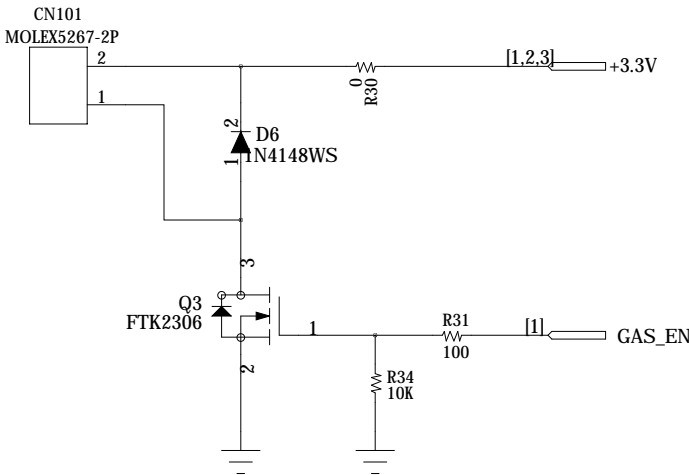 CN101
MOLEX5267-2P
2
1
[1,2,3]
+3.3V
0
R30
2
D6
1
1N4148WS
3
Q3
FTK2306
1
2
R31
100
[1]
GAS_EN
R34
10K